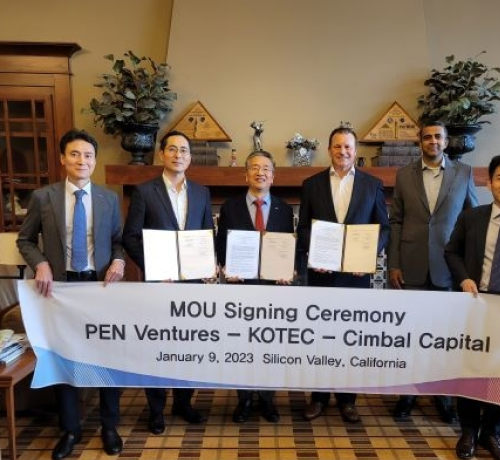 MOU Signing Ceremony
PEN Ventures – KOTEC – Cimbal Capital
January 9, 2023 Silicon Valley, California